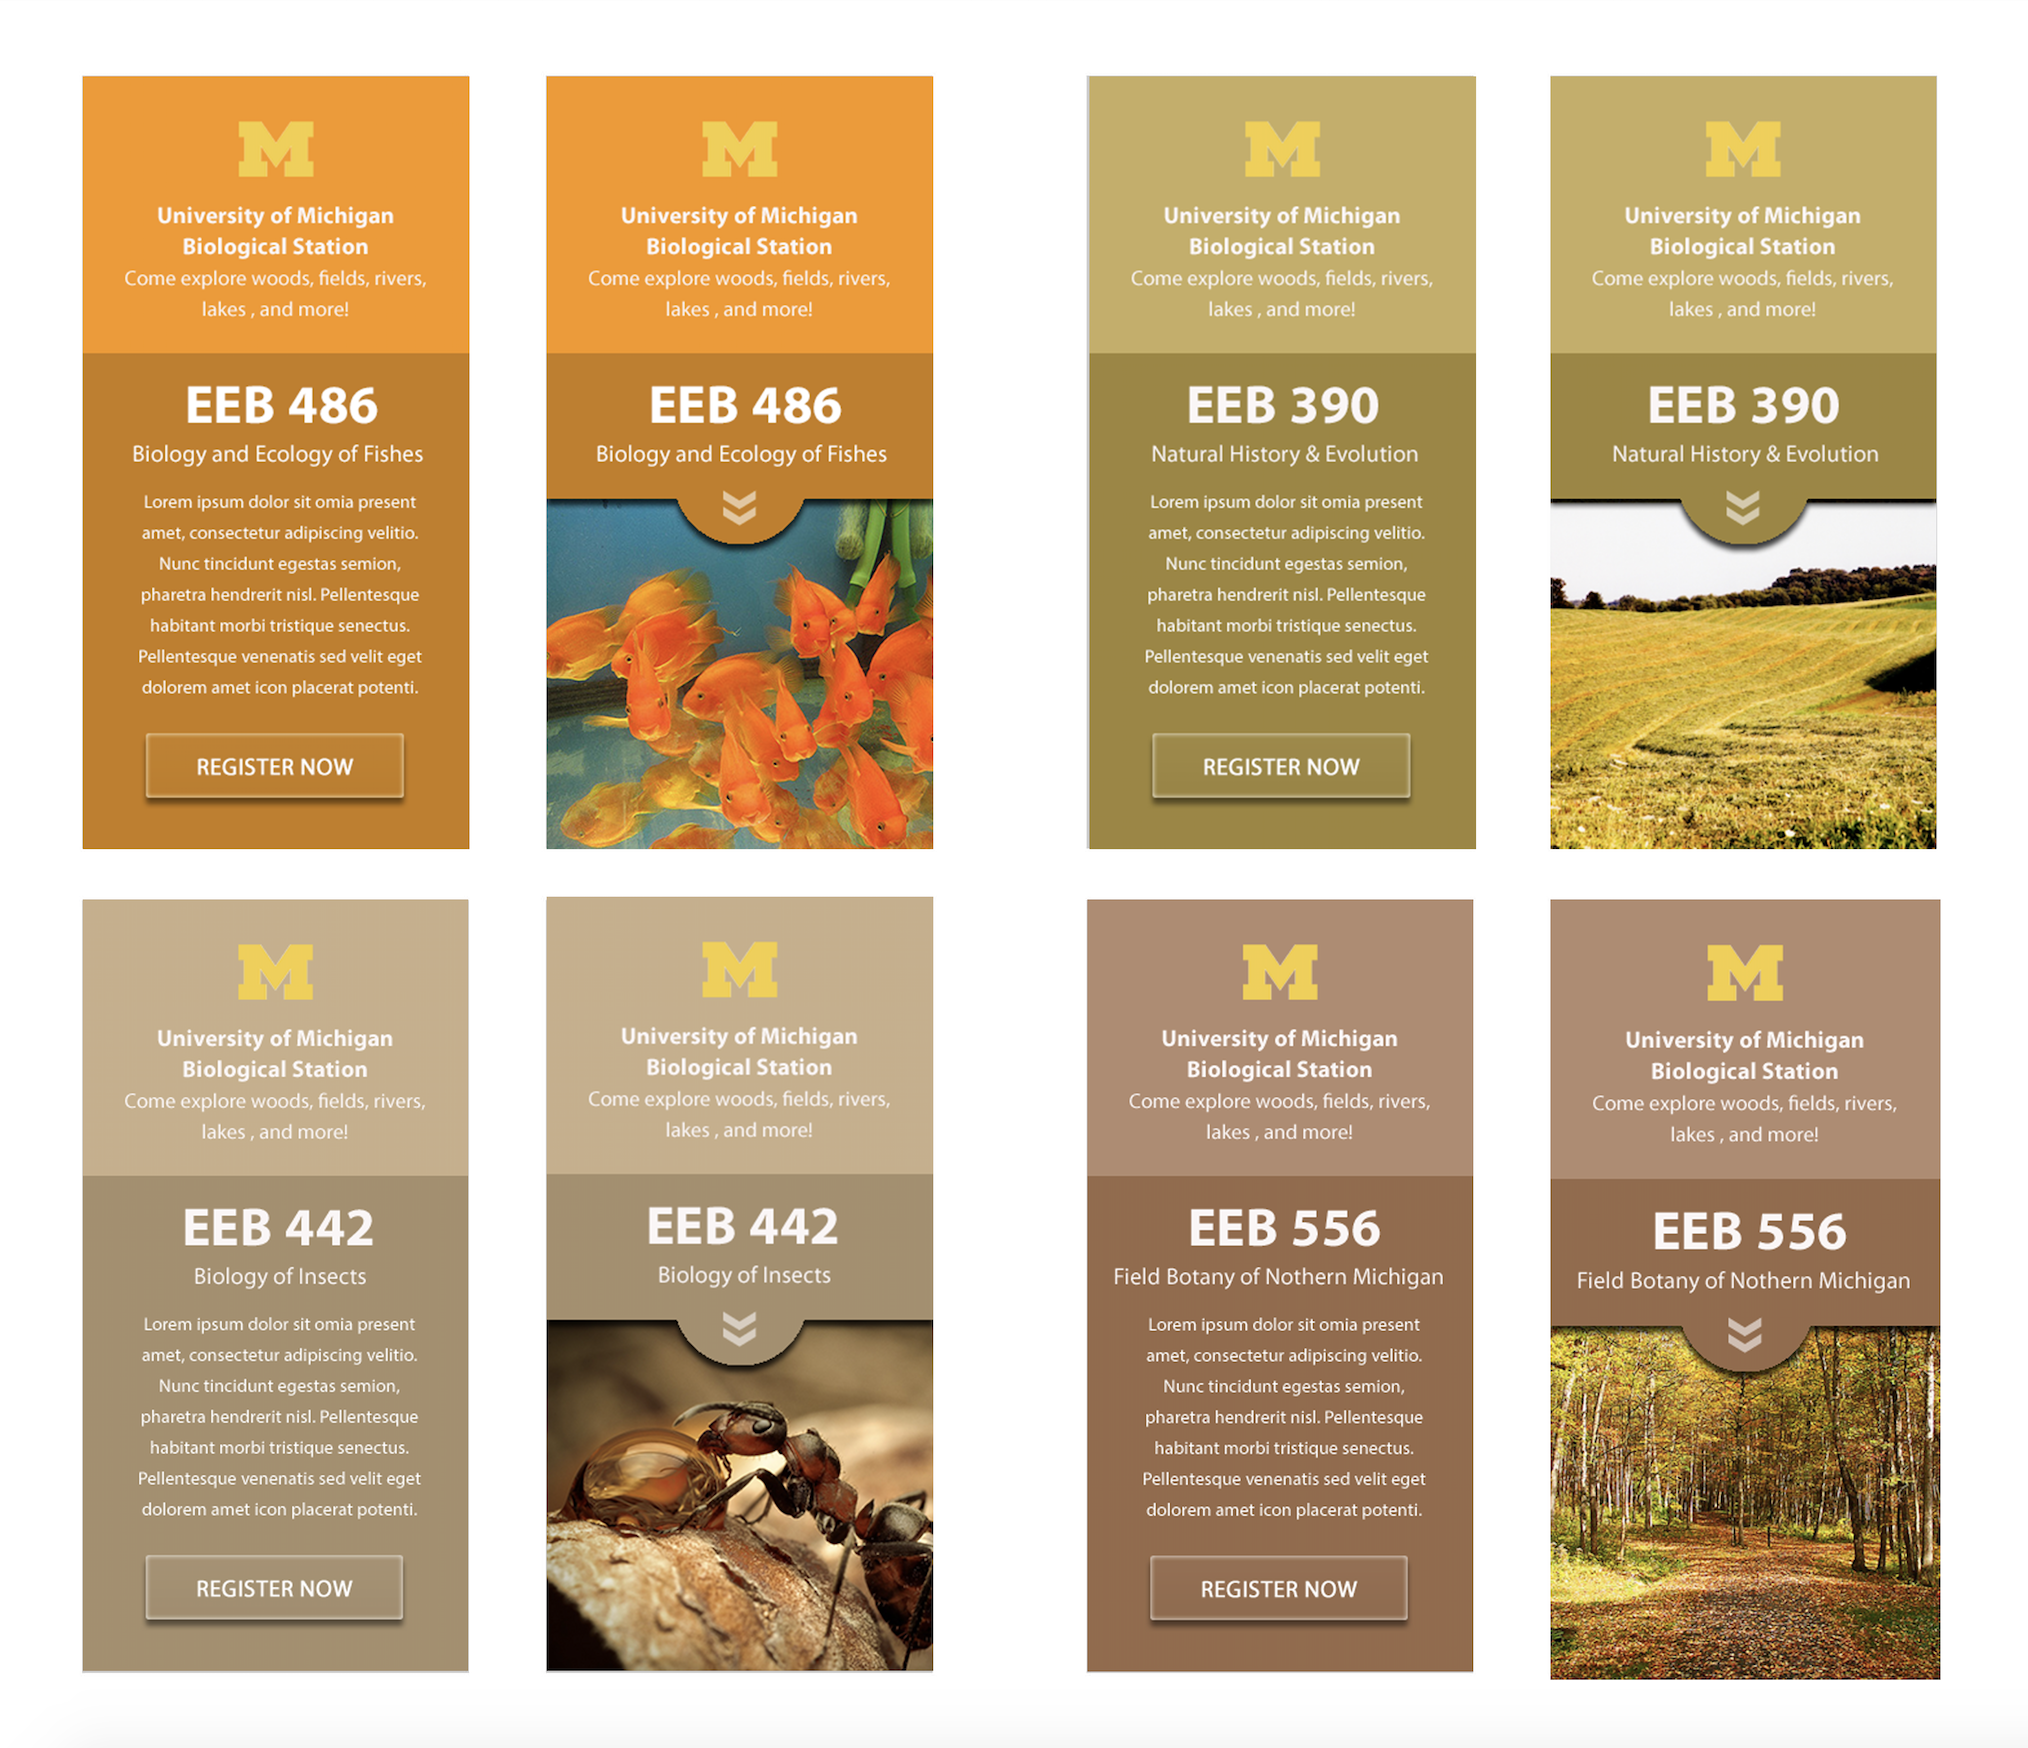 M
University of Michigan
Biological Station
Come explore woods, fields, rivers,
lakes , and more!
EEB 486
Biology and Ecology of Fishes
Lorem ipsum dolor sit omia present
amet, consectetur adipiscing velitio.
Nunc tincidunt egestas semion,
pharetra hendrerit nisl. Pellentesque
habitant morbi tristique senectus.
Pellentesque venenatis sed velit eget
dolorem amet icon placerat potenti.
REGISTER NOW
M
University of Michigan
Biological Station
Come explore woods, fields, rivers,
lakes , and more!
EEB 486
Biology and Ecology of Fishes
M
University of Michigan
Biological Station
Come explore woods, fields, rivers,
lakes , and more!
EEB 390
Natural History & Evolution
Lorem ipsum dolor sit omia present
amet, consectetur adipiscing velitio.
Nunc tincidunt egestas semion,
pharetra hendrerit nisl. Pellentesque
habitant morbi tristique senectus.
Pellentesque venenatis sed velit eget
dolorem amet icon placerat potenti.
REGISTER NOW
M
University of Michigan
Biological Station
Come explore woods, fields, rivers,
lakes , and more!
EEB 390
Natural History & Evolution
M
University of Michigan
Biological Station
Come explore woods, fields, rivers,
lakes , and more!
EEB 442
Biology of Insects
Lorem ipsum dolor sit omia present
amet, consectetur adipiscing velitio.
Nunc tincidunt egestas semion,
pharetra hendrerit nisl. Pellentesque
habitant morbi tristique senectus.
Pellentesque venenatis sed velit eget
dolorem amet icon placerat potenti.
REGISTER NOW
M
University of Michigan
Biological Station
Come explore woods, fields, rivers,
lakes , and more!
EEB 442
Biology of Insects
M
University of Michigan
Biological Station
Come explore woods, fields, rivers,
lakes , and more!
EEB 556
Field Botany of Nothern Michigan
Lorem ipsum dolor sit omia present
amet, consectetur adipiscing velitio.
Nunc tincidunt egestas semion,
pharetra hendrerit nisl. Pellentesque
habitant morbi tristique senectus.
Pellentesque venenatis sed velit eget
dolorem amet icon placerat potenti.
REGISTER NOW
M
University of Michigan
Biological Station
Come explore woods, fields, rivers,
lakes , and more!
EEB 556
Field Botany of Nothern Michigan